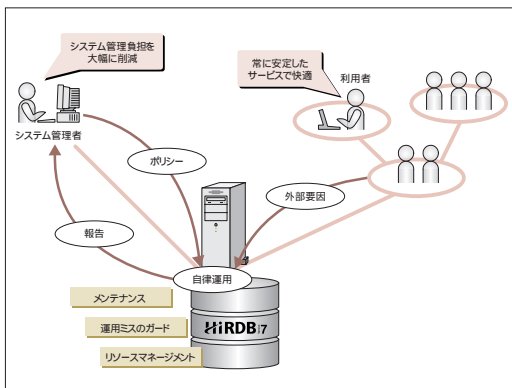 システム管理負担を
大幅に削減
常に安定した
サービスで快適
利用者
システム管理者
ポリシー
外部要因
報告
自律運用
メンテナンス
運用ミスのガード
HiRDB 7
リソースマネージメント